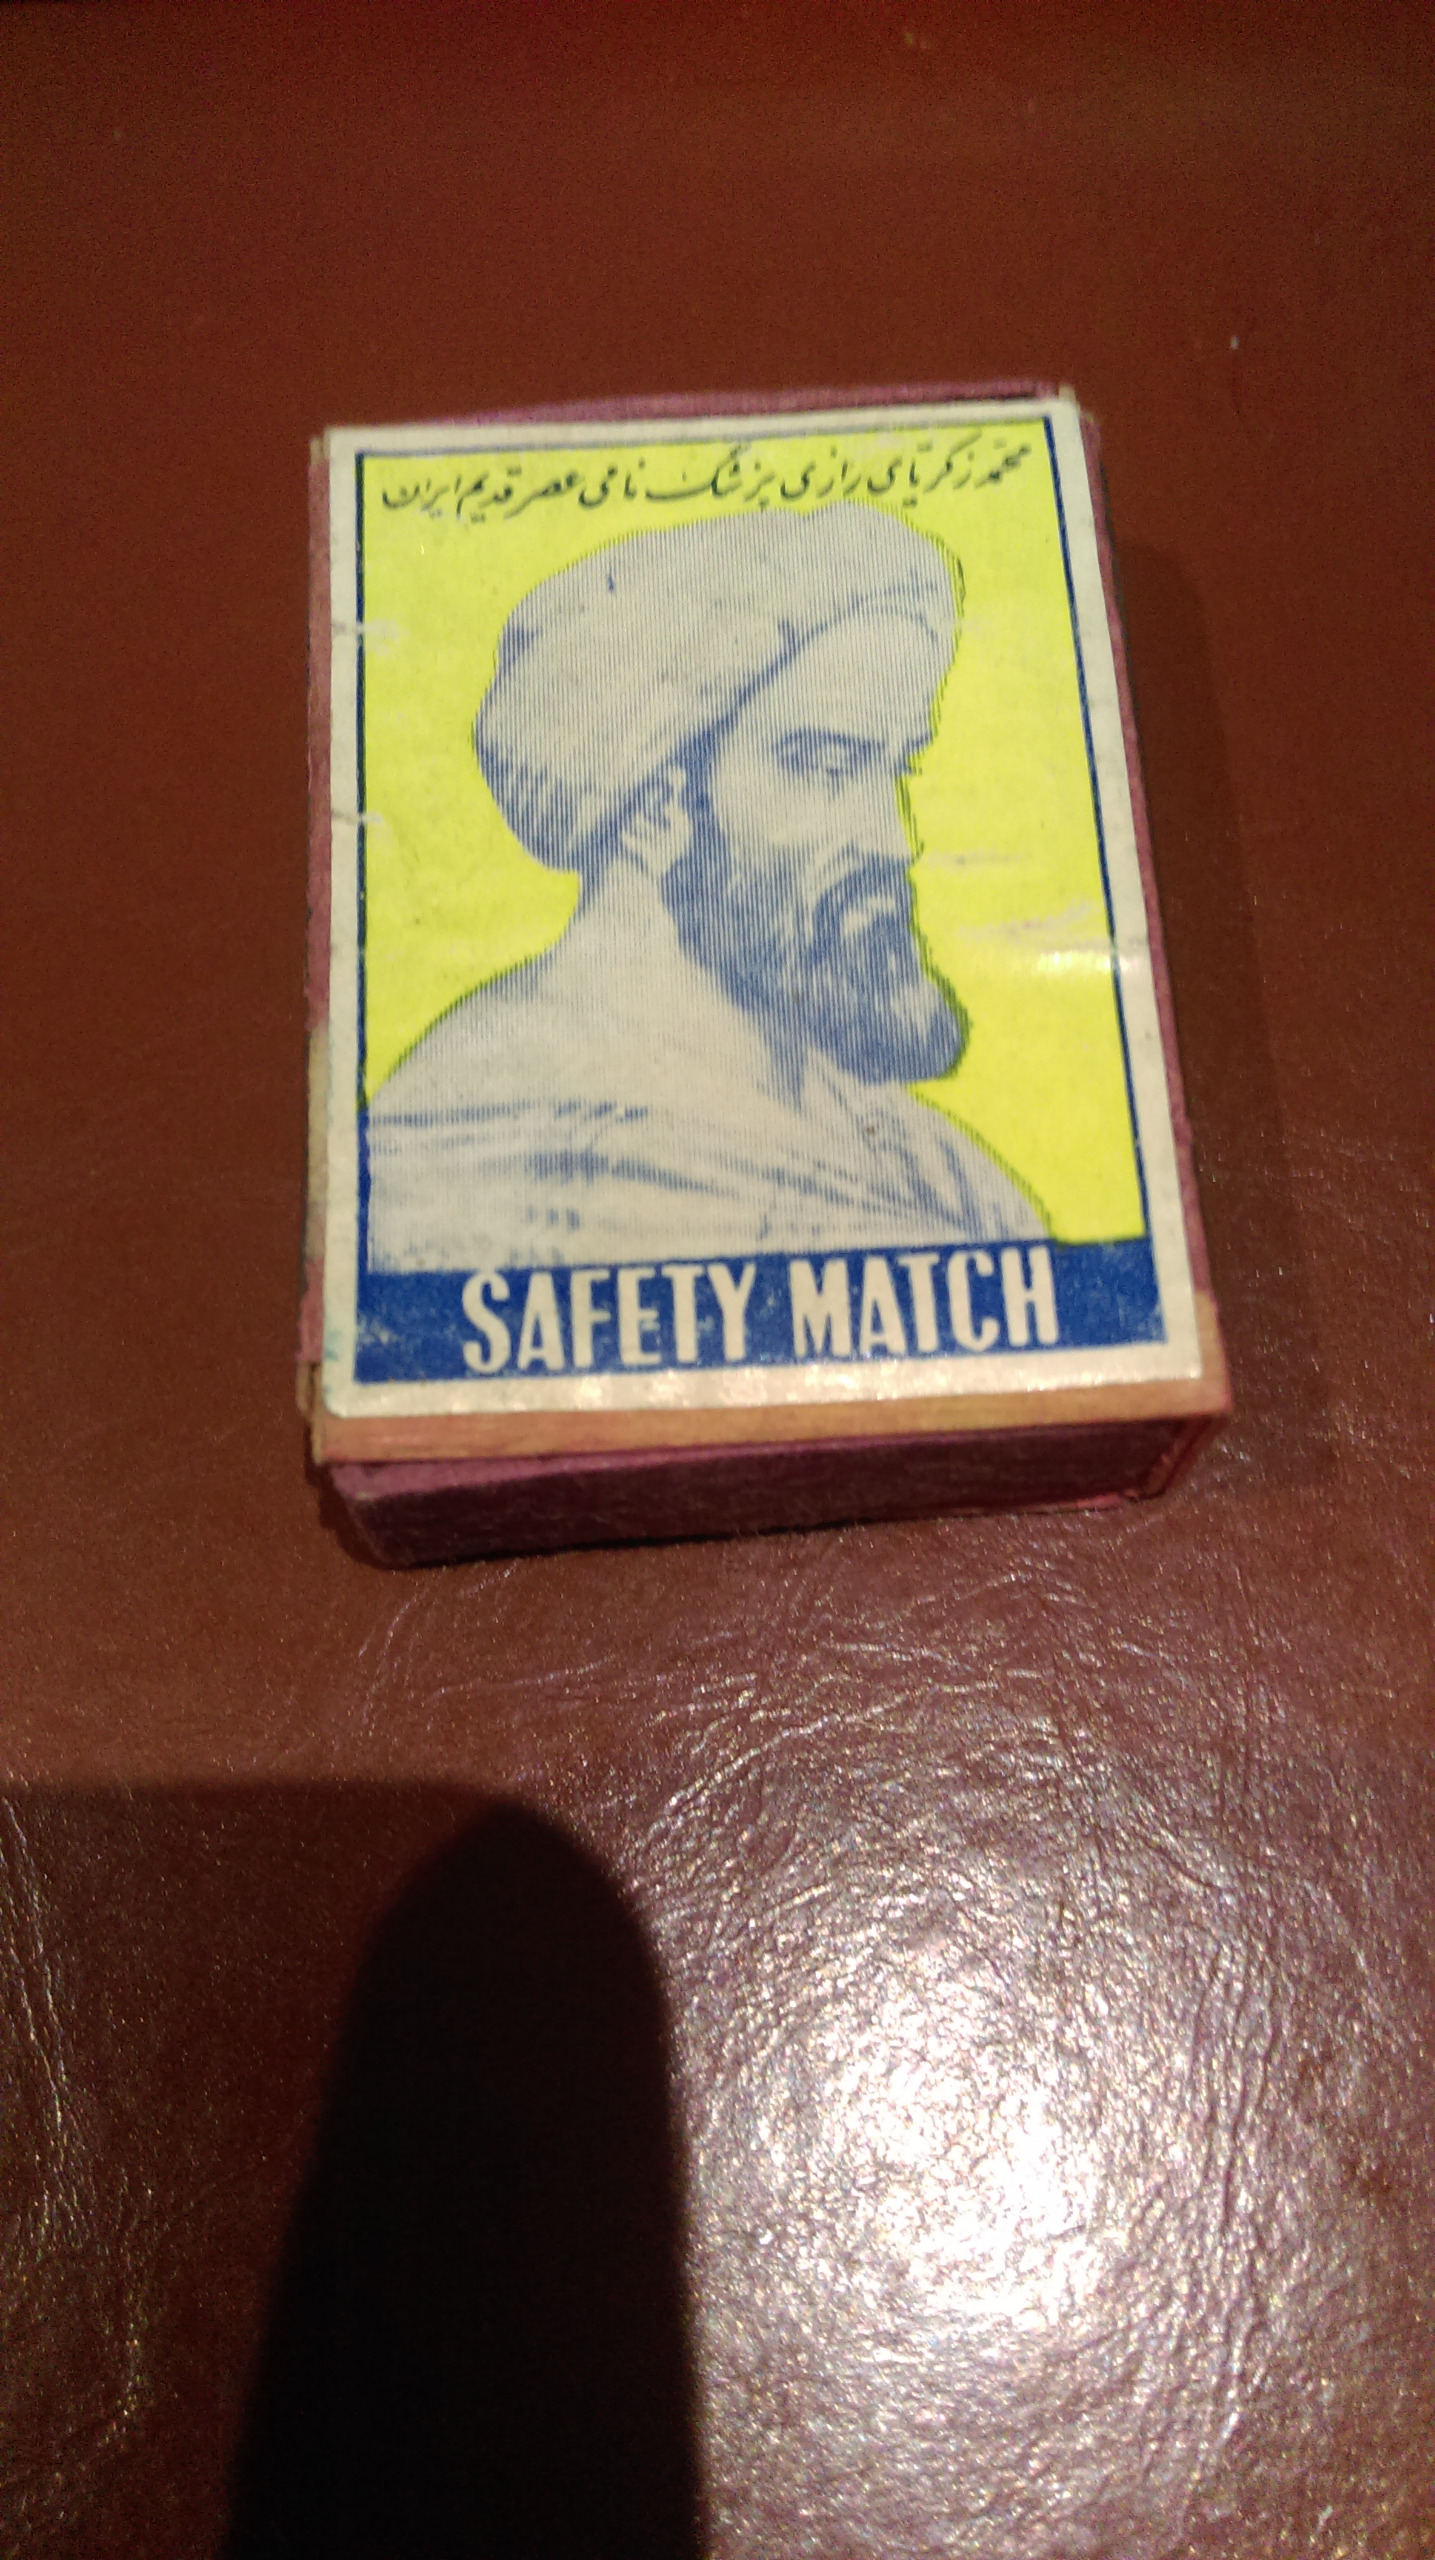 محمد زکریای رازی پزشک نامی عصر قدیم ایران
SAFETY MATCH